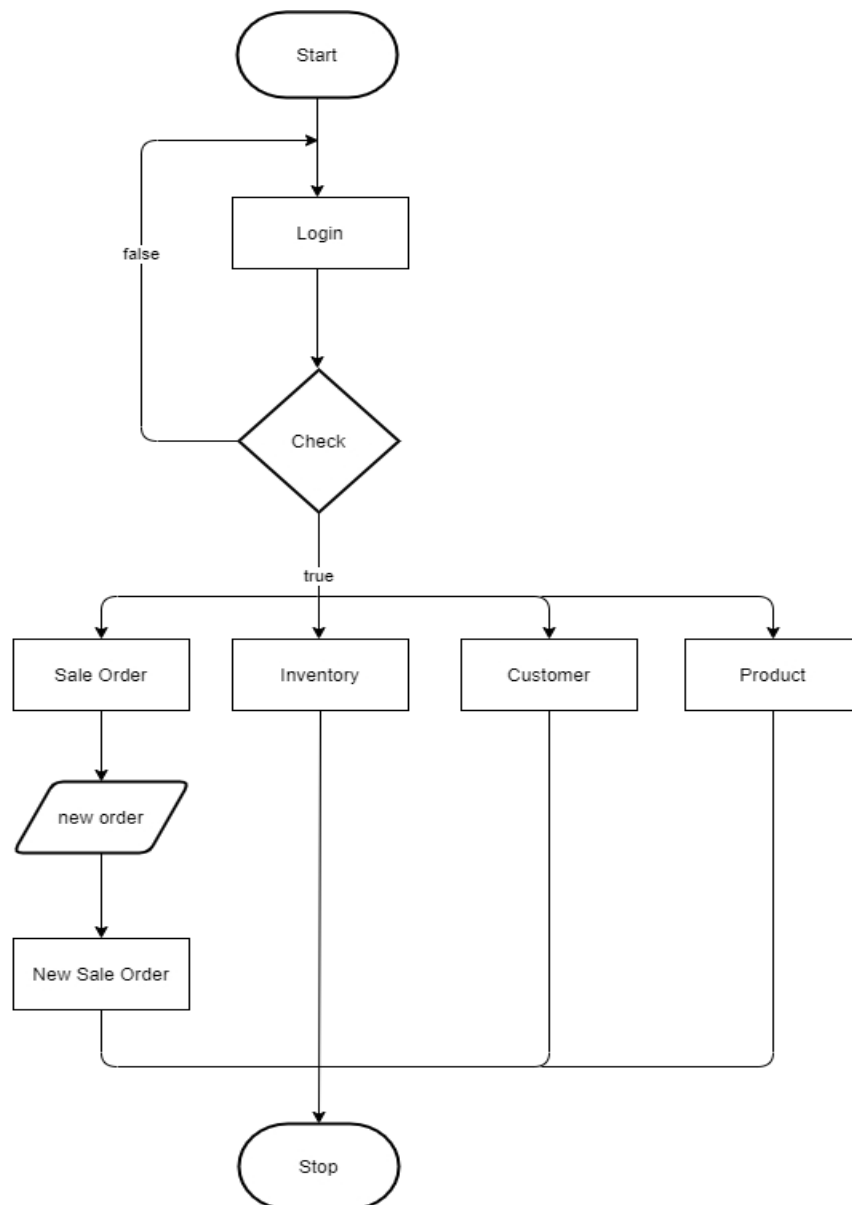 Start
Login
false
Check
true
Sale Order
Inventory
Customer
Product
new order
New Sale Order
Stop